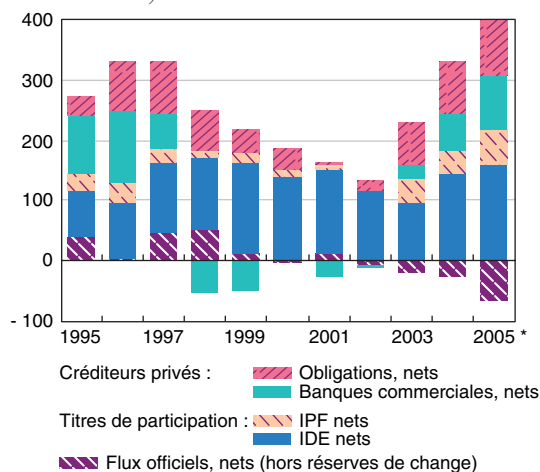 400
300
200
100
0
- 100
1995 1997 1999 2001 2003 2005 *
Créditeurs privés : Obligations, nets
Banques commerciales, nets
Titres de participation : IPF nets
IDE nets
Flux officiels, nets (hors réserves de change)